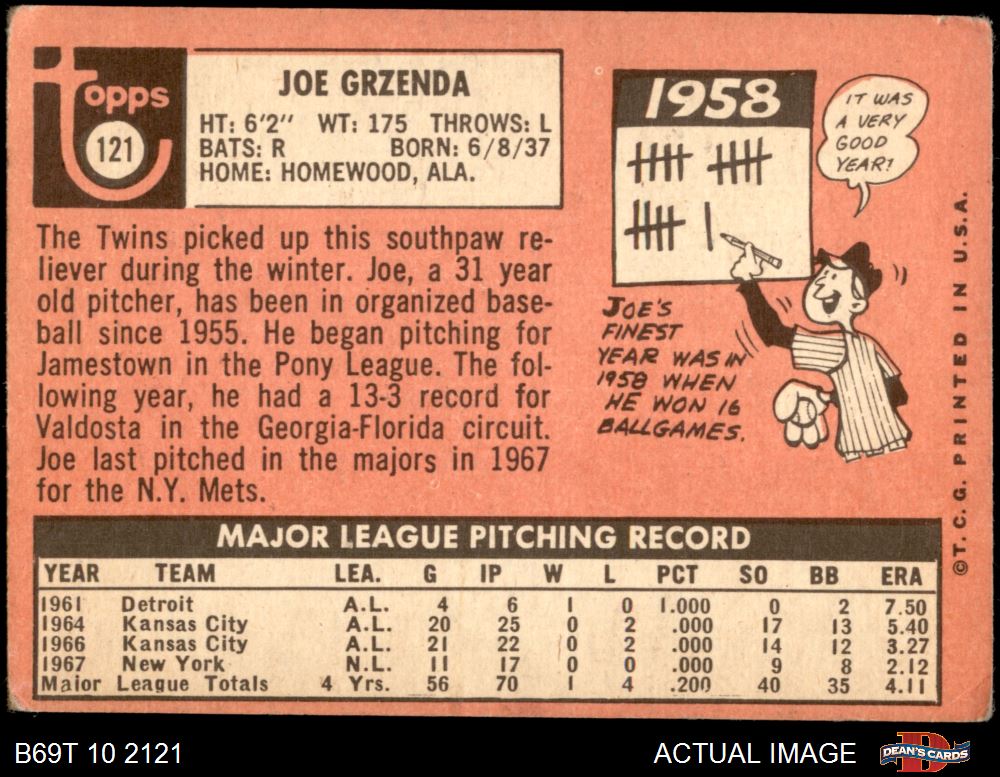 topps
121
JOE GRZENDA
HT: 6'2" WT: 175 THROWS: L
BATS: R BORN: 6/8/37
HOME: HOMEWOOD, ALA.
The Twins picked up this southpaw re-
liever during the winter. Joe, a 31 year
old pitcher, has been in organized base-
ball since 1955. He began pitching for
Jamestown in the Pony League. The fol-
lowing year, he had a 13-3 record for
Valdosta in the Georgia-Florida circuit.
Joe last pitched in the majors in 1967
for the N.Y. Mets.
1958
IT WAS
A VERY
GOOD
YEAR!
JOE'S
FINEST
YEAR WAS IN
1958 WHEN
HE WON 16
BALLGAMES.
©T.C.G. PRINTED IN U.S.A.
MAJOR LEAGUE PITCHING RECORD
YEAR TEAM LEA. G IP W L PCT SO BB ERA
1961 Detroit A.L. 4 6 1 0 1.000 0 2 7.50
1964 Kansas City A.L. 20 25 0 2 .000 17 13 5.40
1966 Kansas City A.L. 21 22 0 2 .000 14 12 3.27
1967 New York N.L. 11 17 0 0 .000 9 8 2.12
Major League Totals 4 Yrs. 56 70 1 4 .200 40 35 4.11
B69T 10 2121
ACTUAL IMAGE
D
DEAN'S CARDS